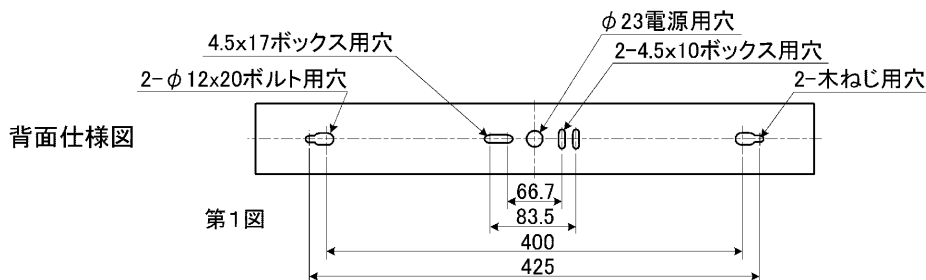 φ23電源用穴
4.5x17ボックス用穴
2-4.5x10ボックス用穴
2-φ12x20ボルト用穴
2-木ねじ用穴
背面仕様図
66.7
第1図
83.5
400
425